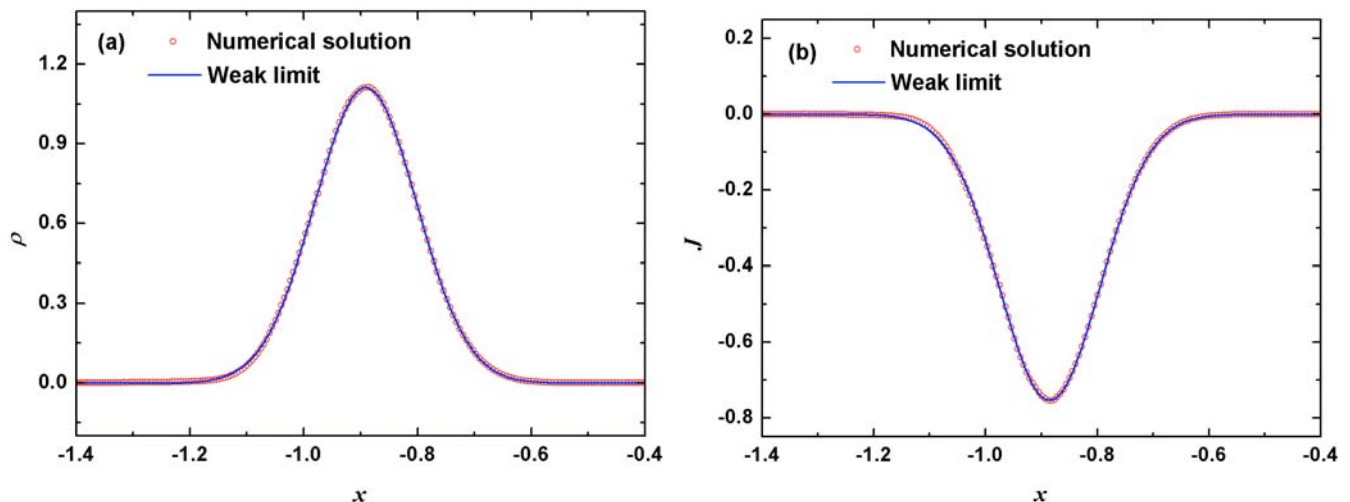 (a) Numerical solution
Weak limit
1.2
0.9
0.6
0.3
0.0
ρ
-1.4 -1.2 -1.0 -0.8 -0.6 -0.4
x
(b) Numerical solution
Weak limit
0.2
0.0
-0.2
-0.4
-0.6
-0.8
J
-1.4 -1.2 -1.0 -0.8 -0.6 -0.4
x